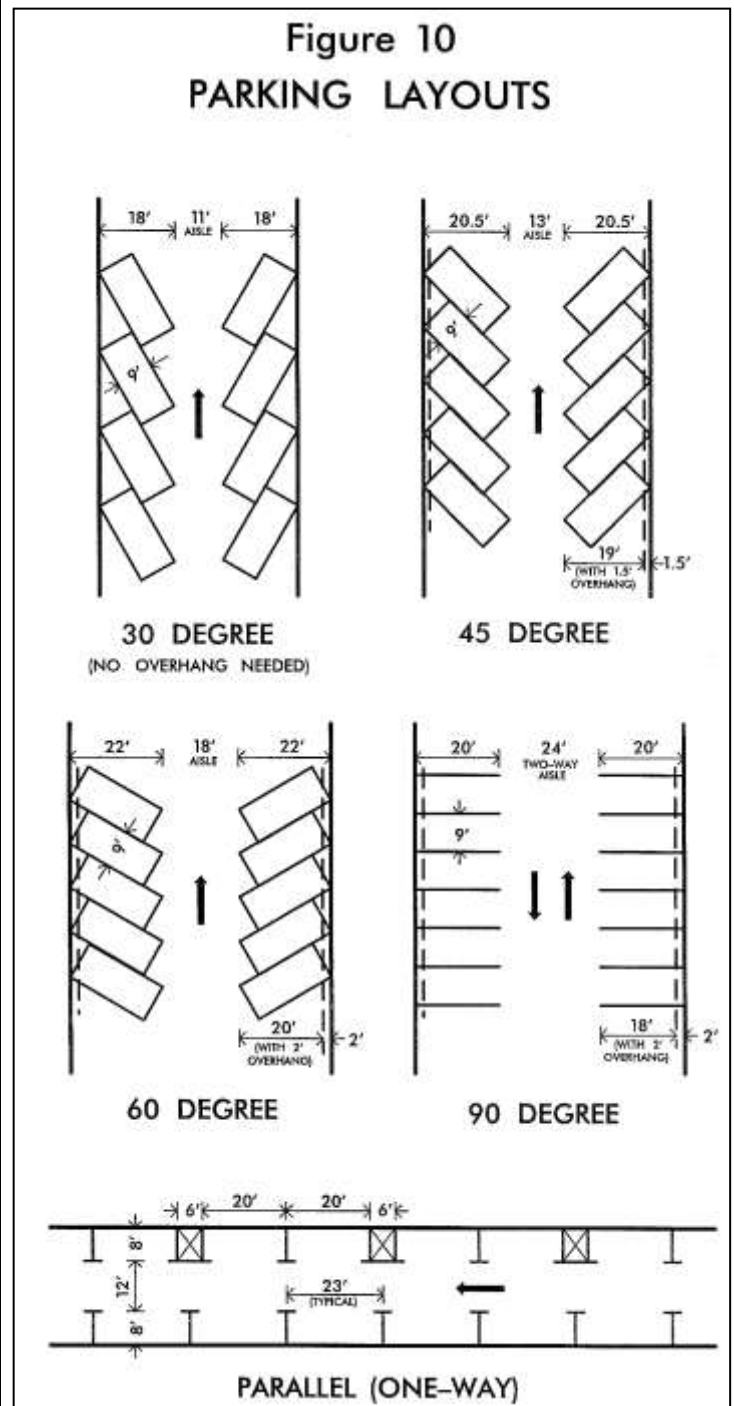 Figure 10
PARKING LAYOUTS
18' 11' 18'
AISLE
9'
30 DEGREE
(NO OVERHANG NEEDED)
20.5' 13' 20.5'
AISLE
9'
19' 1.5'
(WITH 1.5'
OVERHANG)
45 DEGREE
22' 18' 22'
AISLE
9'
20' 2'
(WITH 2'
OVERHANG)
60 DEGREE
20' 24' 20'
TWO-WAY
AISLE
9'
18' 2'
(WITH 2'
OVERHANG)
90 DEGREE
6' 20' 20' 6'
8'
12'
8'
23'
(TYPICAL)
PARALLEL (ONE-WAY)